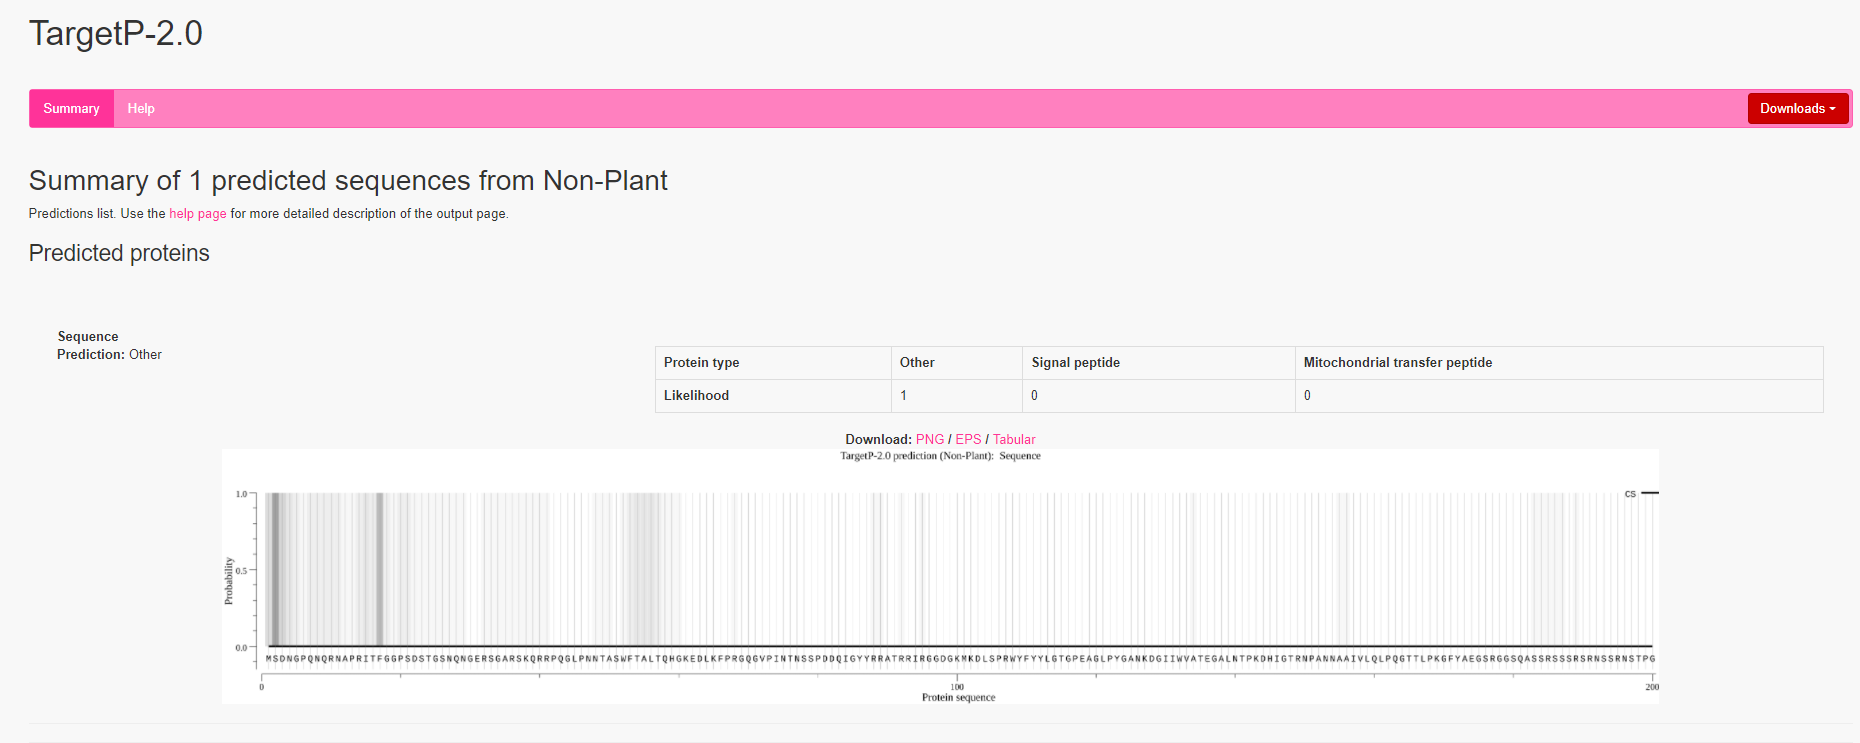 TargetP-2.0
Summary Help Downloads
Summary of 1 predicted sequences from Non-Plant
Predictions list. Use the help page for more detailed description of the output page.
Predicted proteins
Sequence
Prediction: Other
Protein type Other Signal peptide Mitochondrial transfer peptide
Likelihood 1 0 0
Download: PNG / EPS / Tabular
TargetP-2.0 prediction (Non-Plant): Sequence
1.0
CS
Probability
0.5
0.0
MSDNGPQNQRNAPRITFGGPSDSTGSNQNGERSGARSKQRRPQGLPNNTASWFTALTQHGKEDLKFPRGQGVPINTNSSPDDQIGYYRRATRRIRGGDGKMKDLSPRWYFYYLGTGPEAGLPYGANKDGIIWVATEGALNTPKDHIGTRNPANNAAIVLQLPQGTTLPKGFYAEGSRGGSQASSRSSSRSRNSSRNSTPG
0 100 200
Protein sequence